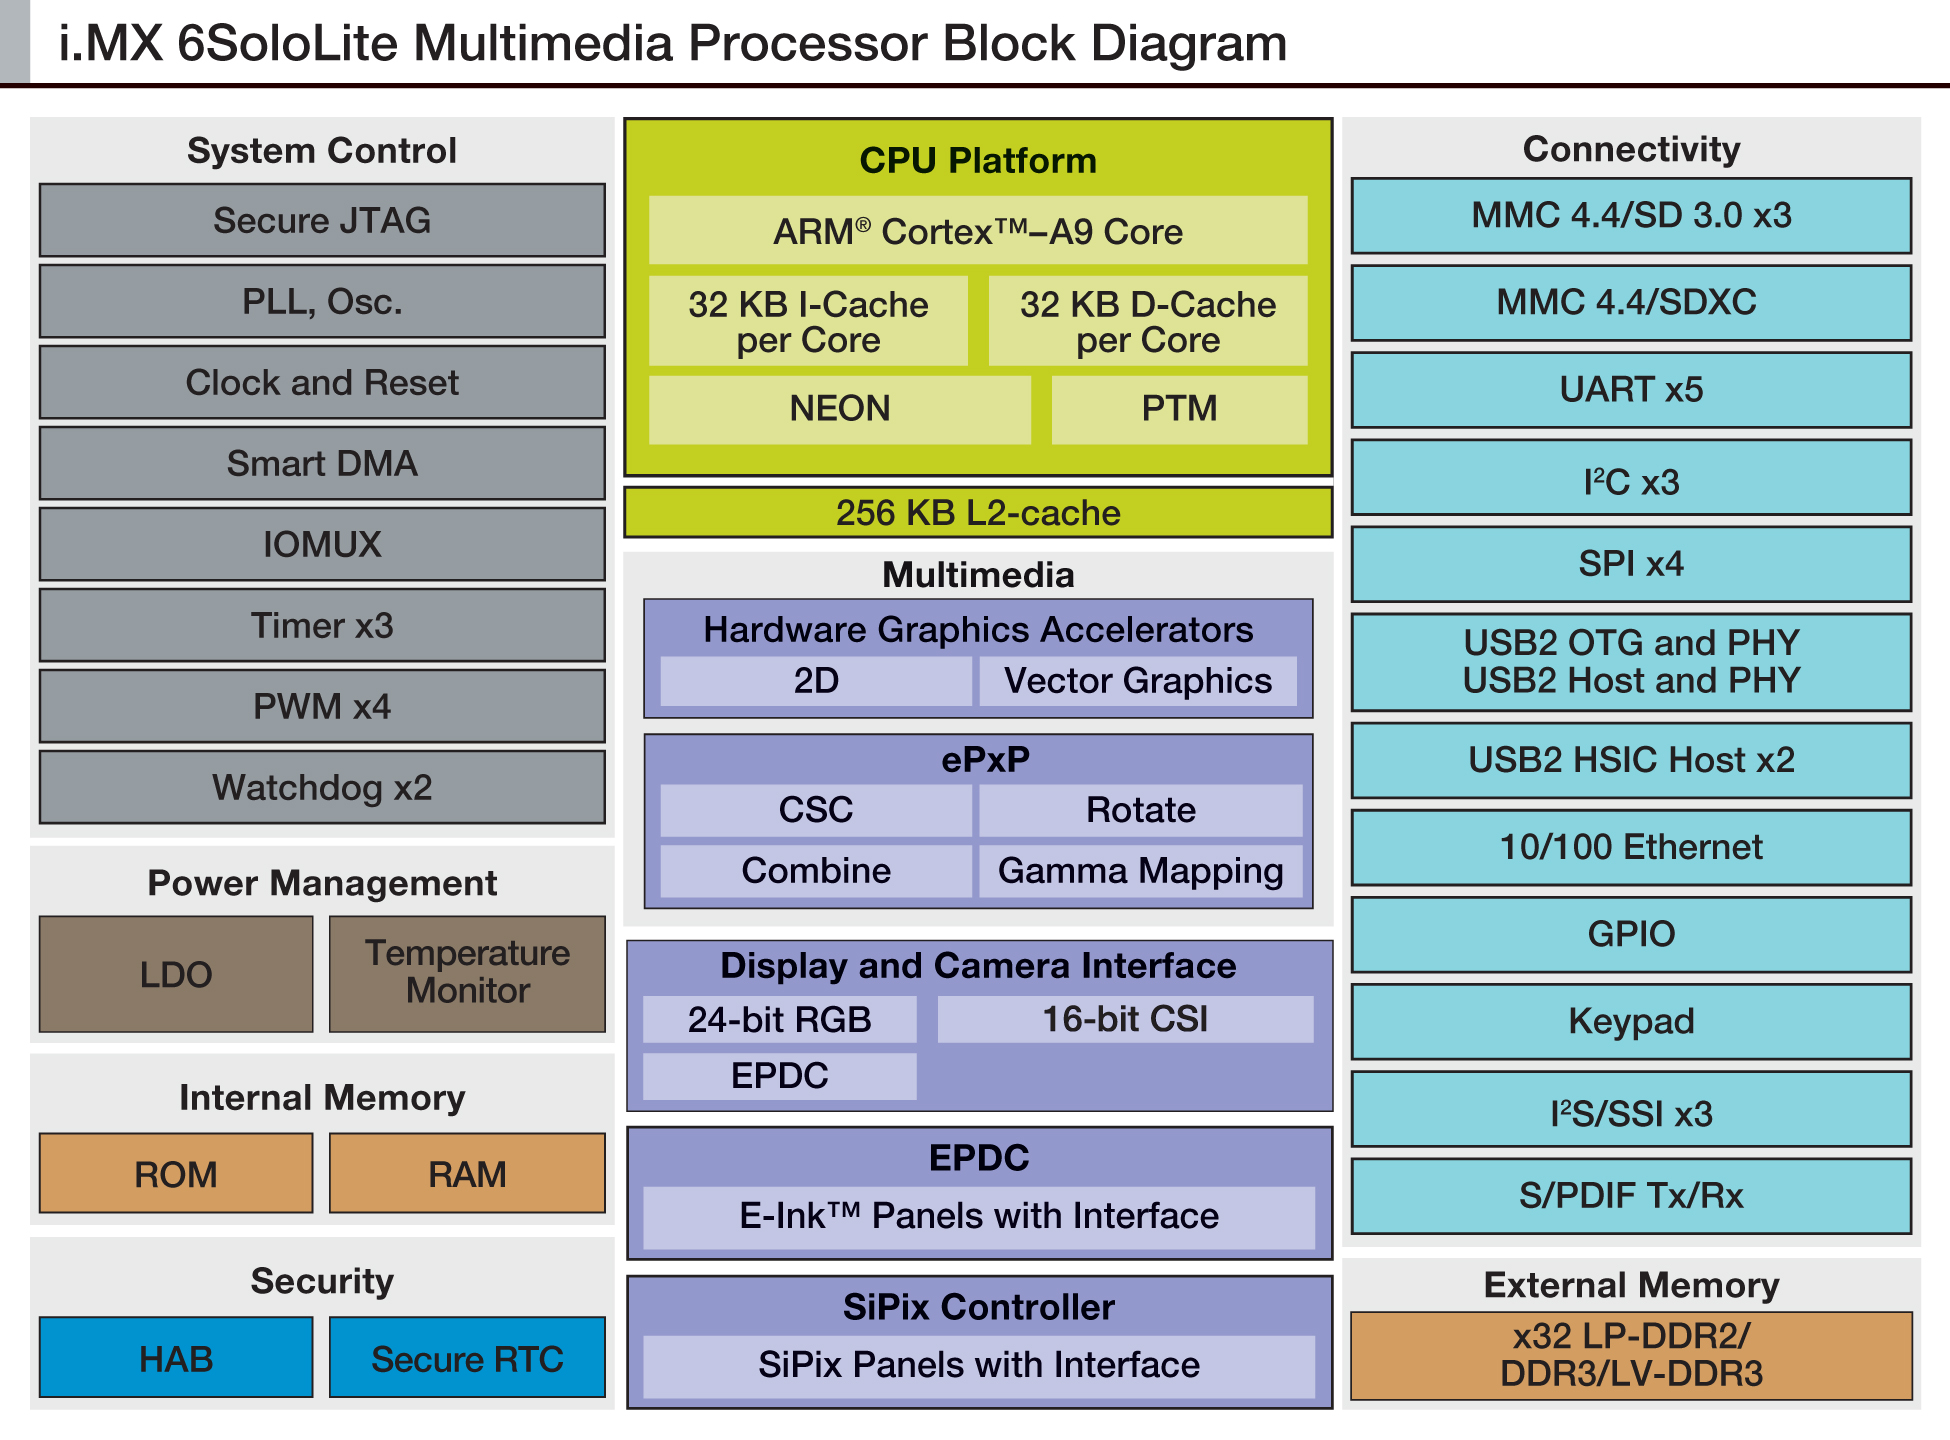 i.MX 6SoloLite Multimedia Processor Block Diagram
System Control
Secure JTAG
PLL, Osc.
Clock and Reset
Smart DMA
IOMUX
Timer x3
PWM x4
Watchdog x2
Power Management
LDO
Temperature
Monitor
Internal Memory
ROM
RAM
Security
HAB
Secure RTC
CPU Platform
ARM® Cortex™–A9 Core
32 KB I-Cache
per Core
32 KB D-Cache
per Core
NEON
PTM
256 KB L2-cache
Multimedia
Hardware Graphics Accelerators
2D
Vector Graphics
ePxP
CSC
Rotate
Combine
Gamma Mapping
Display and Camera Interface
24-bit RGB
16-bit CSI
EPDC
EPDC
E-Ink™ Panels with Interface
SiPix Controller
SiPix Panels with Interface
Connectivity
MMC 4.4/SD 3.0 x3
MMC 4.4/SDXC
UART x5
I²C x3
SPI x4
USB2 OTG and PHY
USB2 Host and PHY
USB2 HSIC Host x2
10/100 Ethernet
GPIO
Keypad
I²S/SSI x3
S/PDIF Tx/Rx
External Memory
x32 LP-DDR2/
DDR3/LV-DDR3